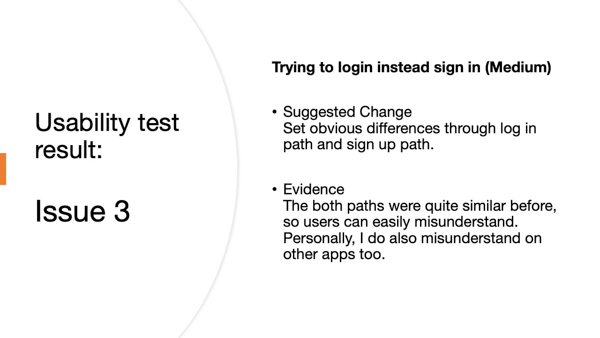 Usability test
result:
Issue 3
Trying to login instead sign in (Medium)
• Suggested Change
Set obvious differences through log in
path and sign up path.
• Evidence
The both paths were quite similar before,
so users can easily misunderstand.
Personally, I do also misunderstand on
other apps too.